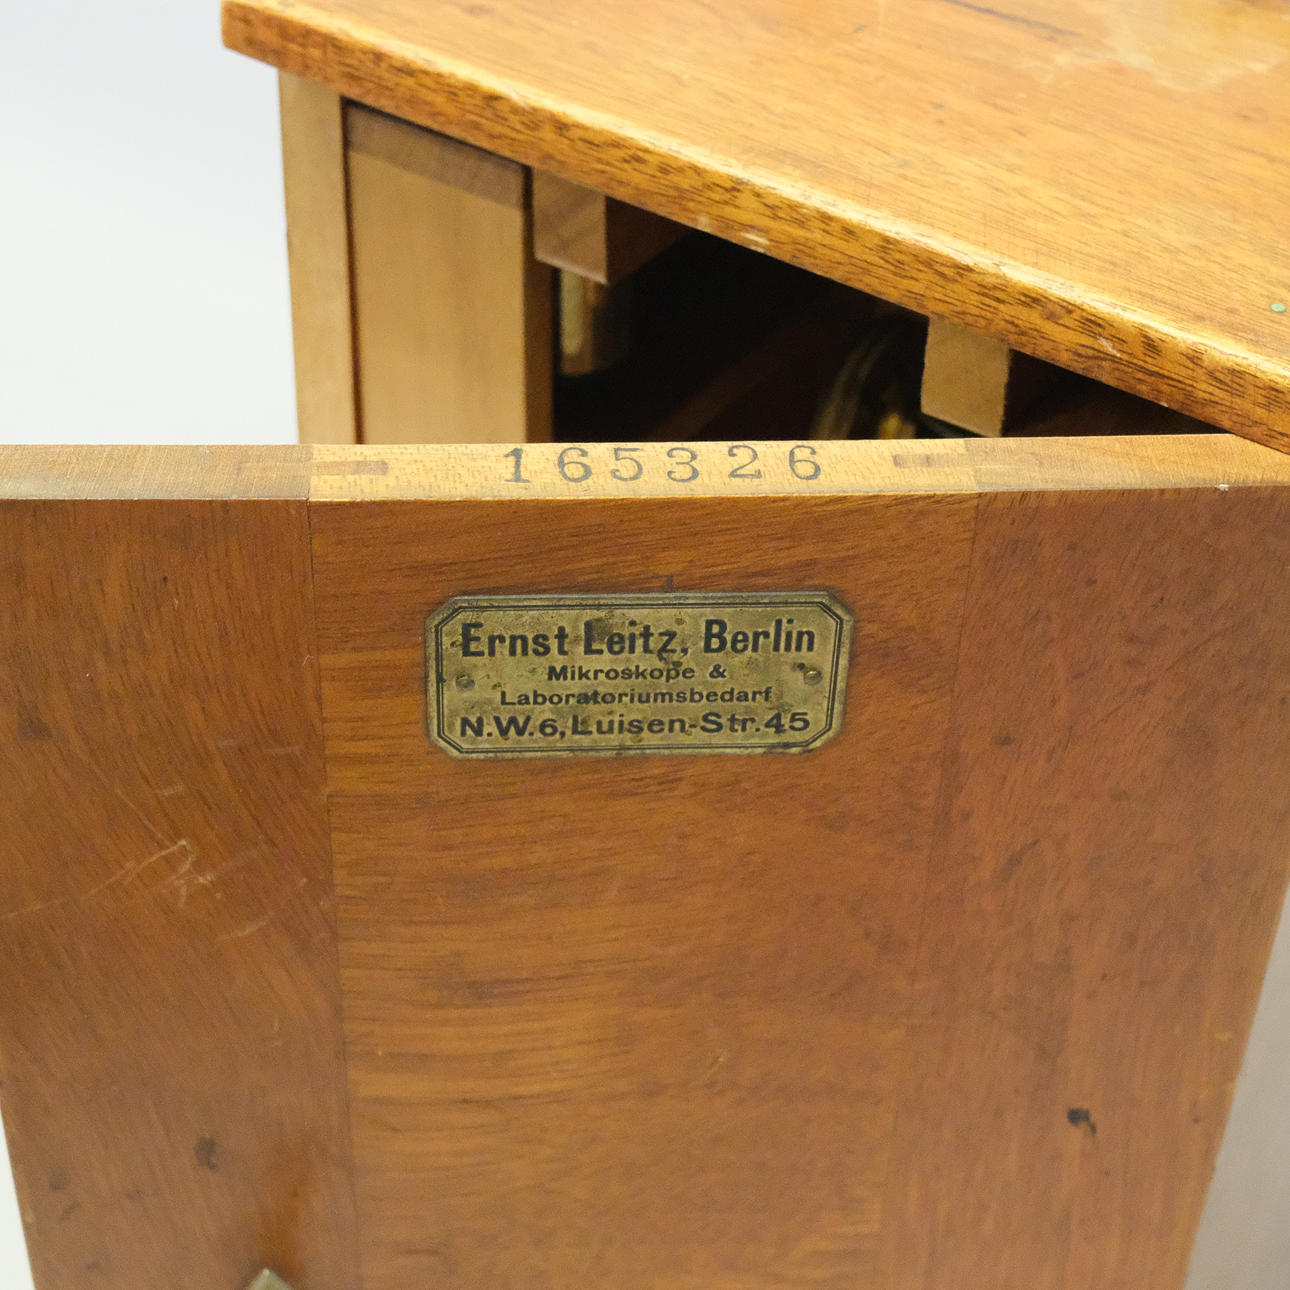 165326
Ernst Leitz, Berlin
Mikroskope &
Laboratoriumsbedarf
N.W.6, Luisen-Str.45